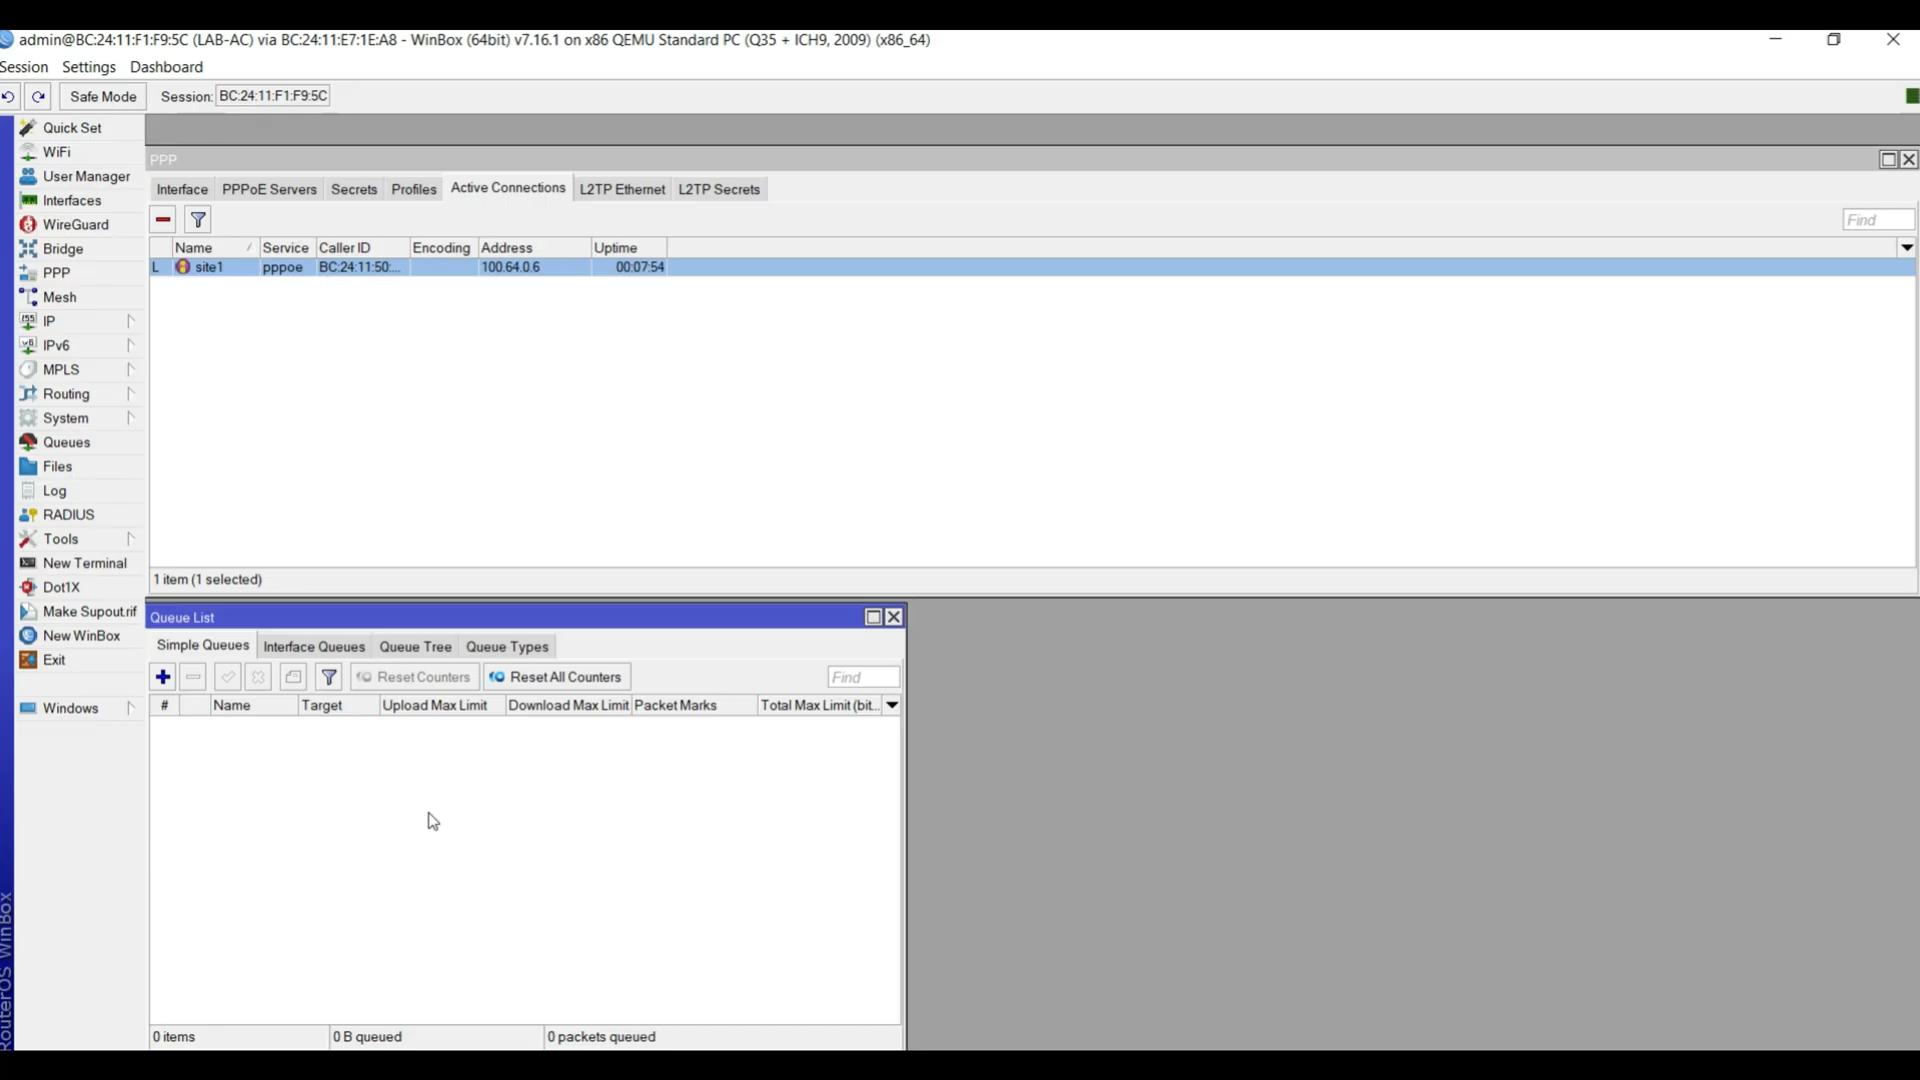 admin@BC:24:11:F1:F9:5C (LAB-AC) via BC:24:11:E7:1E:A8 - WinBox (64bit) v7.16.1 on x86 QEMU Standard PC (Q35 + ICH9, 2009) (x86_64)
Session Settings Dashboard
Safe Mode Session: BC:24:11:F1:F9:5C
Quick Set
WiFi
User Manager
Interfaces
WireGuard
Bridge
PPP
Mesh
IP
IPv6
MPLS
Routing
System
Queues
Files
Log
RADIUS
Tools
New Terminal
Dot1X
Make Supout.rif
New WinBox
Exit
Windows
RouterOS WinBox
PPP
Interface PPPoE Servers Secrets Profiles Active Connections L2TP Ethernet L2TP Secrets
Find
Name / Service Caller ID Encoding Address Uptime
L site1 pppoe BC:24:11:50:... 100.64.0.6 00:07:54
1 item (1 selected)
Queue List
Simple Queues Interface Queues Queue Tree Queue Types
Reset Counters Reset All Counters Find
# Name Target Upload Max Limit Download Max Limit Packet Marks Total Max Limit (bit...
0 items 0 B queued 0 packets queued